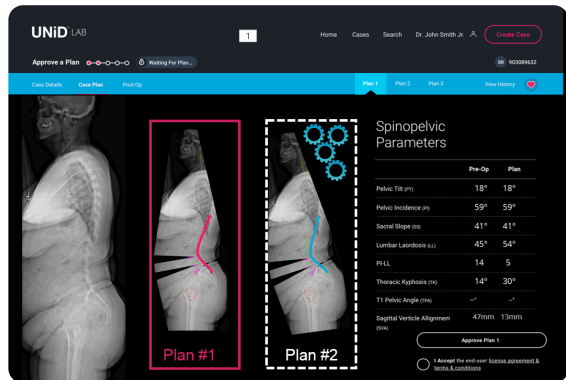 UNiD™ LAB
1
Home Cases Search Dr. John Smith Jr. Create Case
Approve a Plan Waiting For Plan... 903089632
Case Details Case Plan Post-Op Plan 1 Plan 2 Plan 3 View History
Spinopelvic
Parameters
Pre-Op Plan
Pelvic Tilt (PT) 18° 18°
Pelvic Incidence (PI) 59° 59°
Sacral Slope (SS) 41° 41°
Lumbar Laordosis (LL) 45° 54°
PI-LL 14 5
Thoracic Kyphosis (TK) 14° 30°
T1 Pelvic Angle (TPA) –° –°
Sagittal Verticle Allignment 47mm 13mm
(SVA)
Approve Plan 1
I Accept the end-user license agreement &
terms & conditions
Plan #1
Plan #2